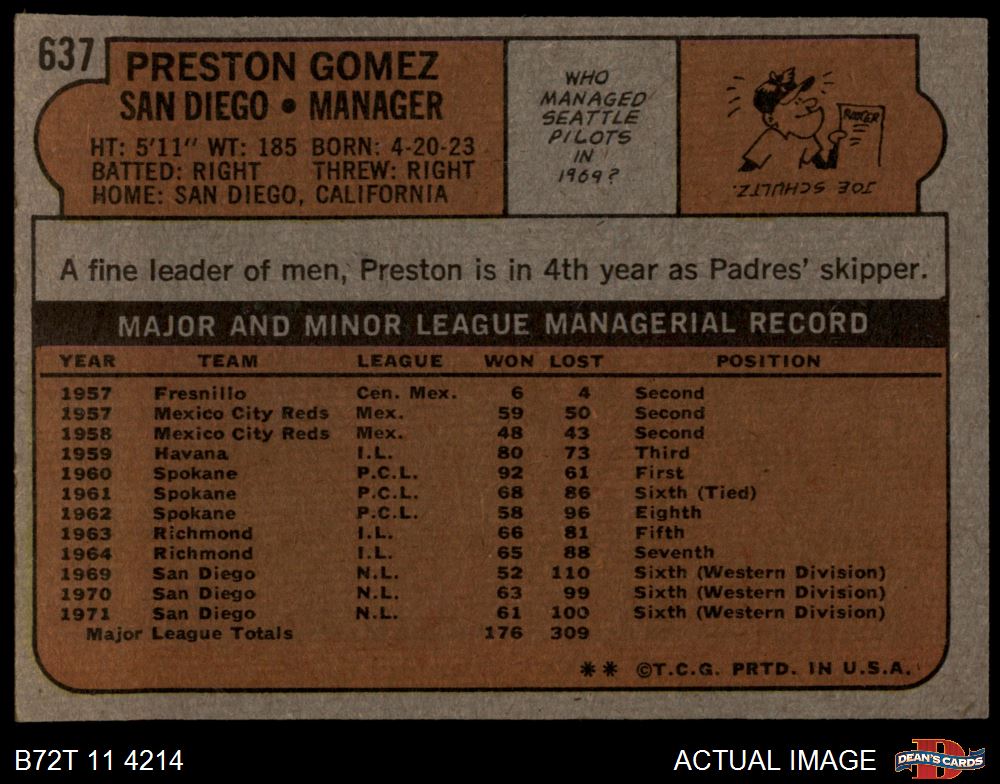 637
PRESTON GOMEZ
SAN DIEGO • MANAGER
HT: 5'11" WT: 185 BORN: 4-20-23
BATTED: RIGHT THREW: RIGHT
HOME: SAN DIEGO, CALIFORNIA
WHO
MANAGED
SEATTLE
PILOTS
IN
1969?
ROSTER
JOE SCHULTZ.
A fine leader of men, Preston is in 4th year as Padres' skipper.
MAJOR AND MINOR LEAGUE MANAGERIAL RECORD
YEAR TEAM LEAGUE WON LOST POSITION
1957 Fresnillo Cen. Mex. 6 4 Second
1957 Mexico City Reds Mex. 59 50 Second
1958 Mexico City Reds Mex. 48 43 Second
1959 Havana I.L. 80 73 Third
1960 Spokane P.C.L. 92 61 First
1961 Spokane P.C.L. 68 86 Sixth (Tied)
1962 Spokane P.C.L. 58 96 Eighth
1963 Richmond I.L. 66 81 Fifth
1964 Richmond I.L. 65 88 Seventh
1969 San Diego N.L. 52 110 Sixth (Western Division)
1970 San Diego N.L. 63 99 Sixth (Western Division)
1971 San Diego N.L. 61 100 Sixth (Western Division)
Major League Totals 176 309
** ©T.C.G. PRTD. IN U.S.A.
B72T 11 4214
ACTUAL IMAGE
D
DEAN'S CARDS